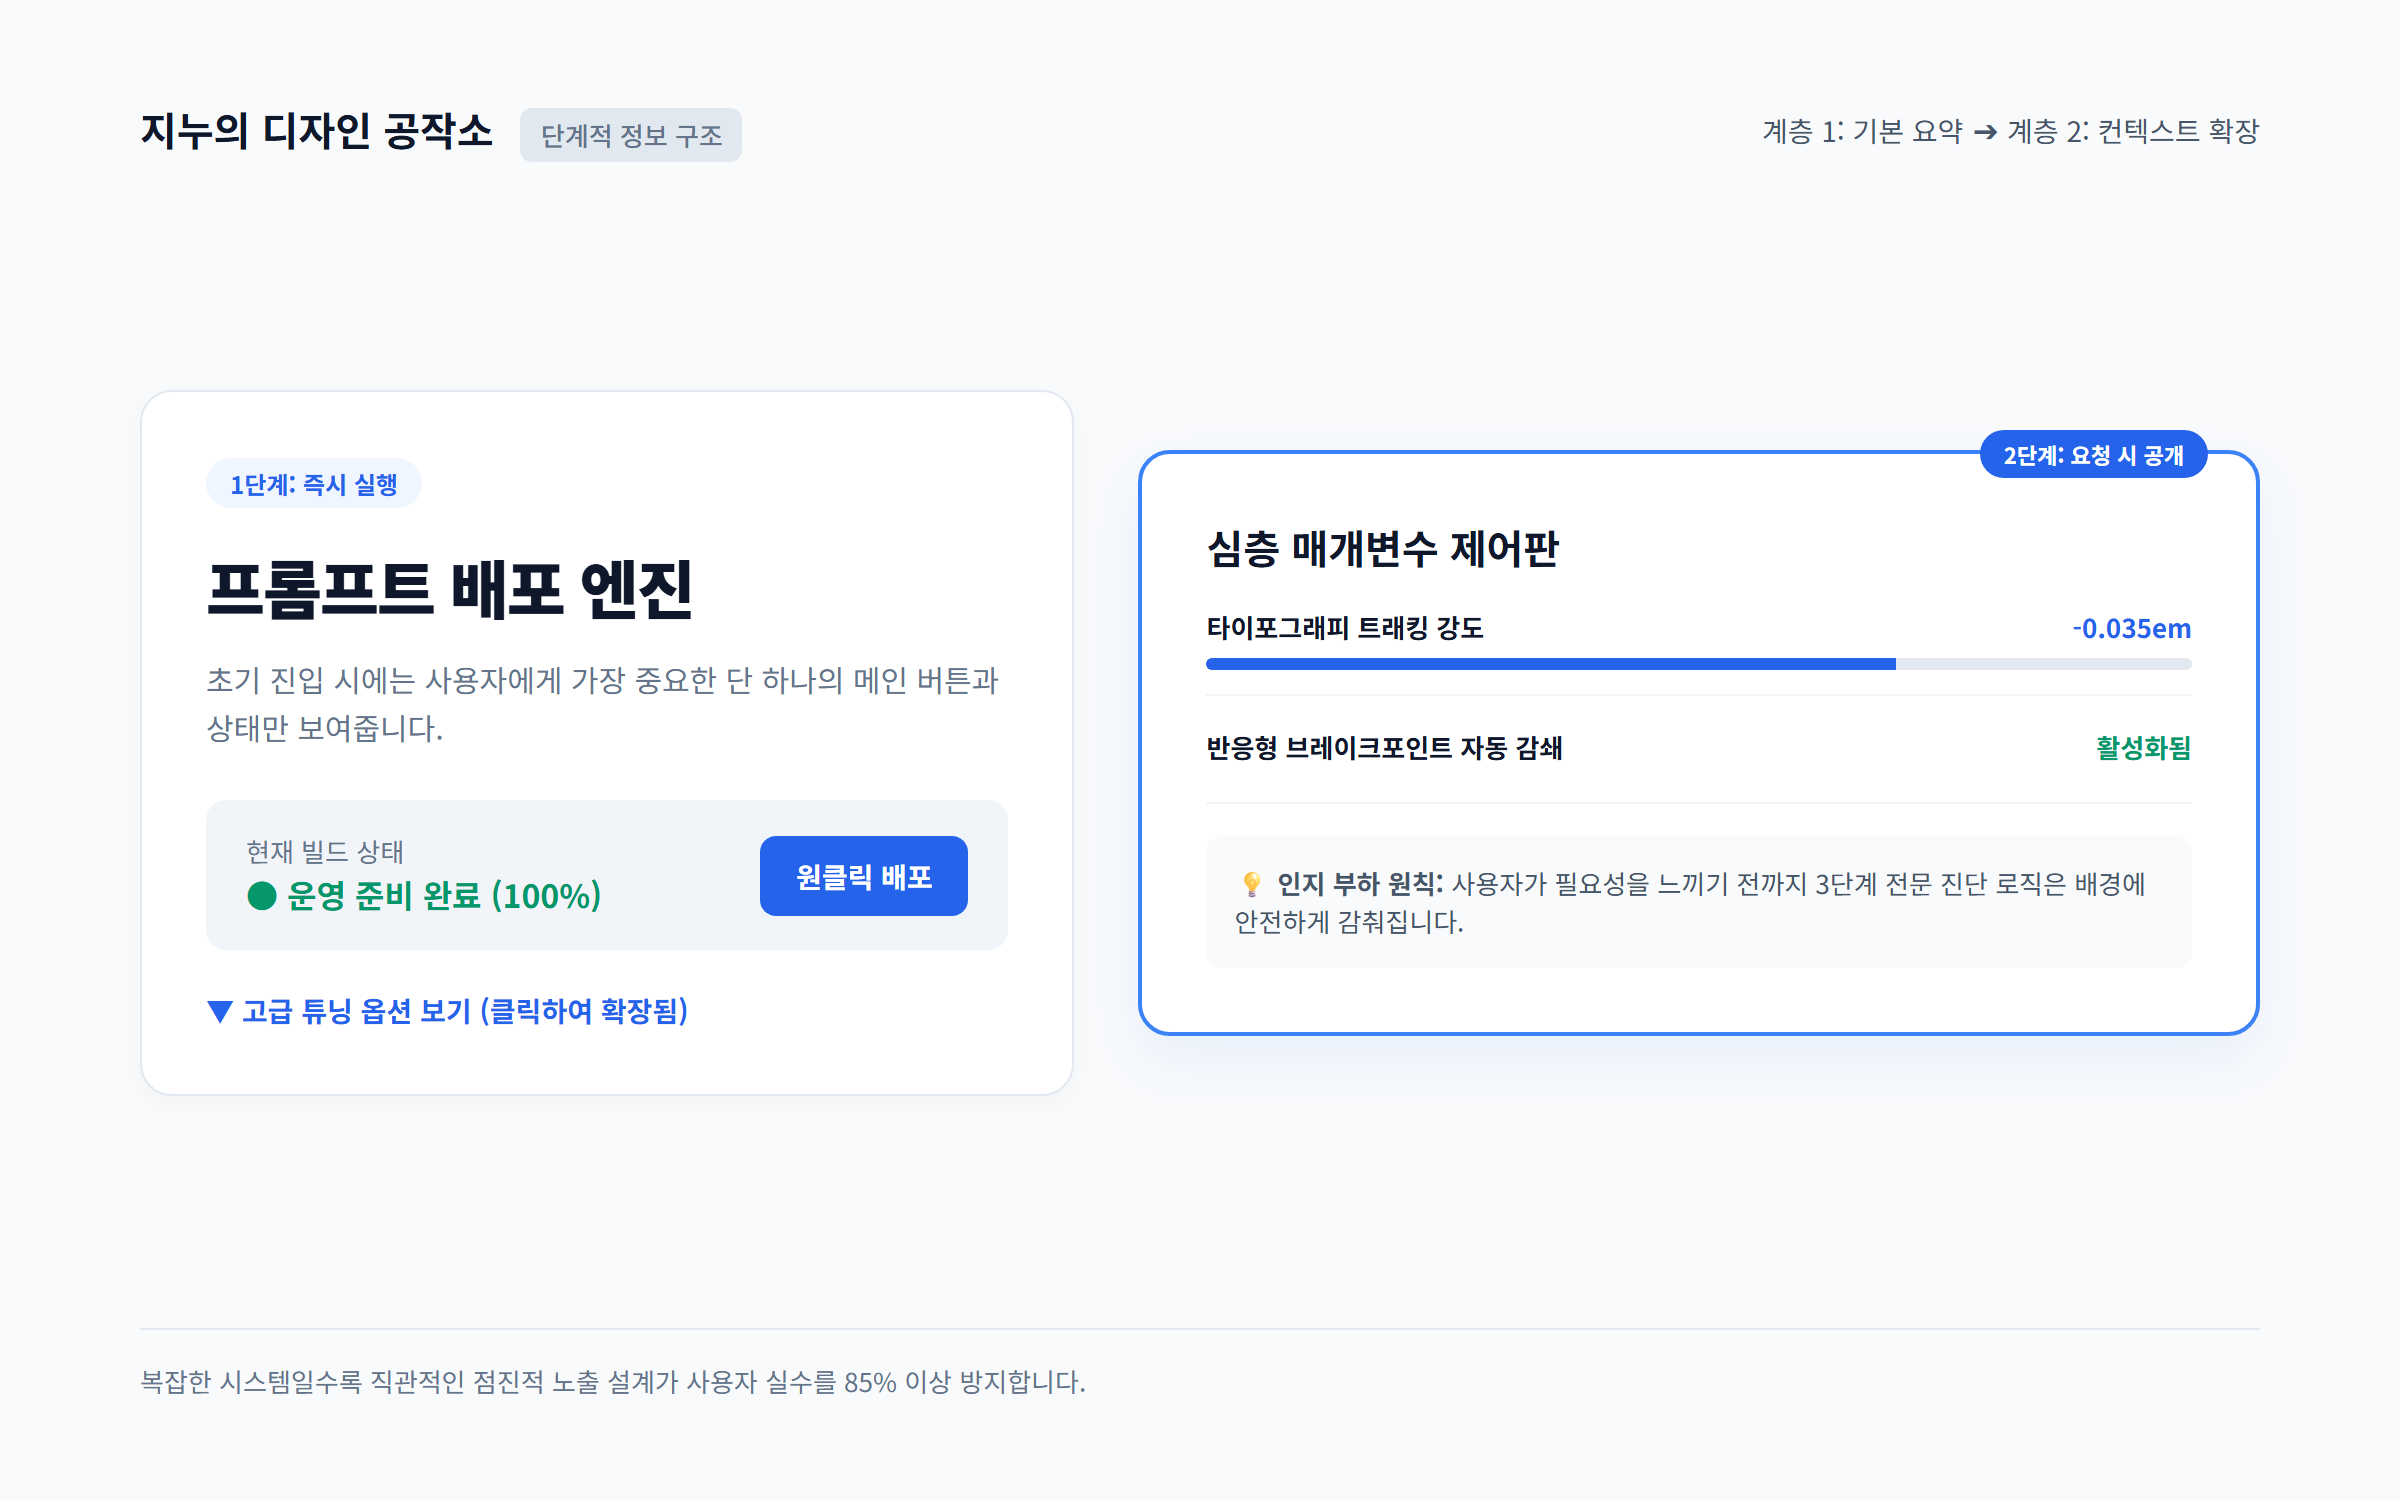 지누의 디자인 공작소
단계적 정보 구조
계층 1: 기본 요약 ➔ 계층 2: 컨텍스트 확장
1단계: 즉시 실행
프롬프트 배포 엔진
초기 진입 시에는 사용자에게 가장 중요한 단 하나의 메인 버튼과
상태만 보여줍니다.
현재 빌드 상태
● 운영 준비 완료 (100%)
원클릭 배포
▼ 고급 튜닝 옵션 보기 (클릭하여 확장됨)
2단계: 요청 시 공개
심층 매개변수 제어판
타이포그래피 트래킹 강도
-0.035em
반응형 브레이크포인트 자동 감쇄
활성화됨
💡 인지 부하 원칙: 사용자가 필요성을 느끼기 전까지 3단계 전문 진단 로직은 배경에
안전하게 감춰집니다.
복잡한 시스템일수록 직관적인 점진적 노출 설계가 사용자 실수를 85% 이상 방지합니다.